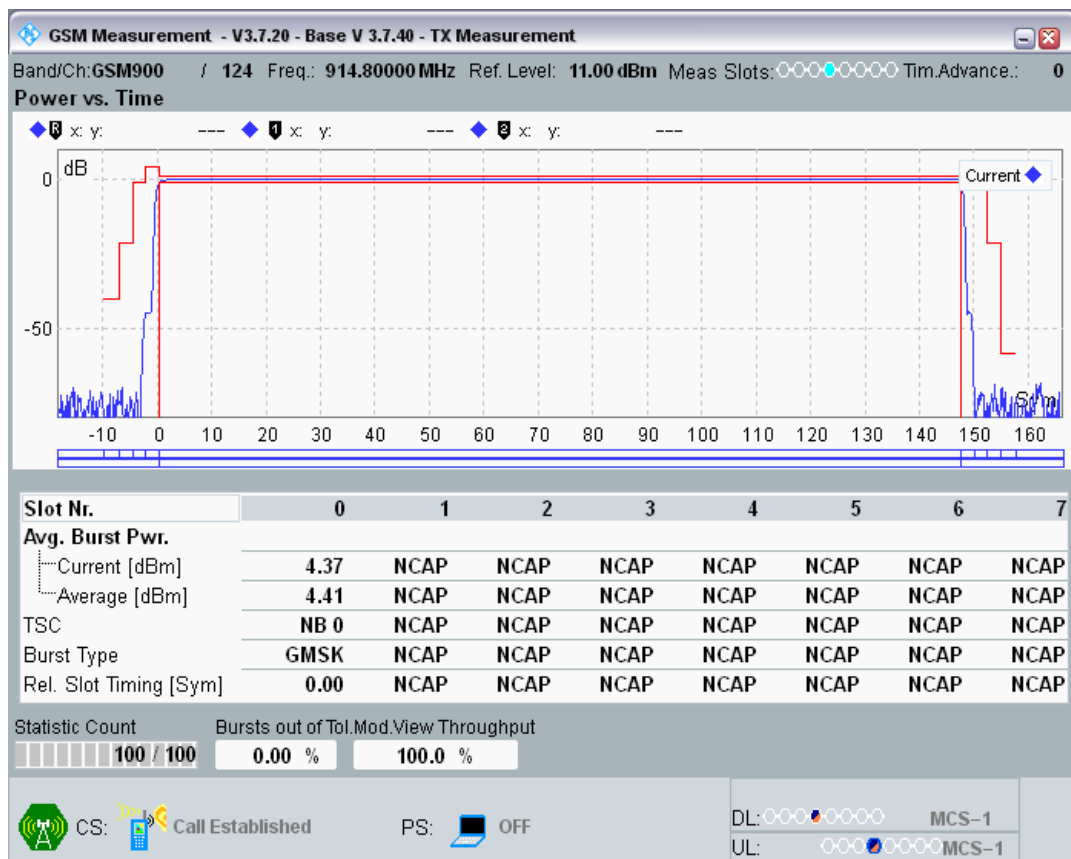 GSM Measurement - V3.7.20 - Base V 3.7.40 - TX Measurement
Band/Ch:GSM900 / 124 Freq.: 914.80000 MHz Ref. Level: 11.00 dBm Meas Slots: Tim.Advance.: 0
Power vs. Time
R x: y: --- 1 x: y: --- 2 x: y: ---
dB
Current
0
-50
-10 0 10 20 30 40 50 60 70 80 90 100 110 120 130 140 150 160
Slot Nr. 0 1 2 3 4 5 6 7
Avg. Burst Pwr.
Current [dBm] 4.37 NCAP NCAP NCAP NCAP NCAP NCAP NCAP
Average [dBm] 4.41 NCAP NCAP NCAP NCAP NCAP NCAP NCAP
TSC NB 0 NCAP NCAP NCAP NCAP NCAP NCAP NCAP
Burst Type GMSK NCAP NCAP NCAP NCAP NCAP NCAP NCAP
Rel. Slot Timing [Sym] 0.00 NCAP NCAP NCAP NCAP NCAP NCAP NCAP
Statistic Count Bursts out of Tol. Mod.View Throughput
100 / 100 0.00 % 100.0 %
CS: Call Established PS: OFF
DL: MCS-1
UL: MCS-1